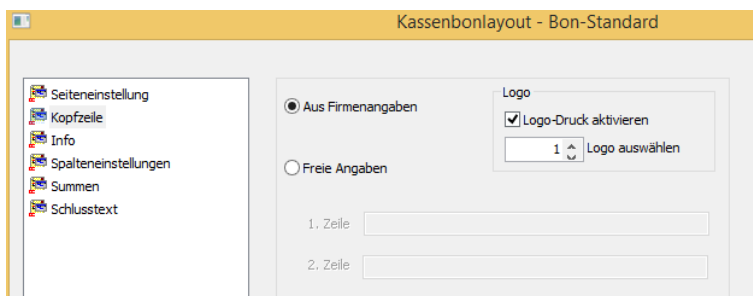 Kassenbonlayout - Bon-Standard
Seiteneinstellung
Kopfzeile
Info
Spalteneinstellungen
Summen
Schlusstext
Aus Firmenangaben
Freie Angaben
Logo
Logo-Druck aktivieren
1 Logo auswählen
1. Zeile
2. Zeile